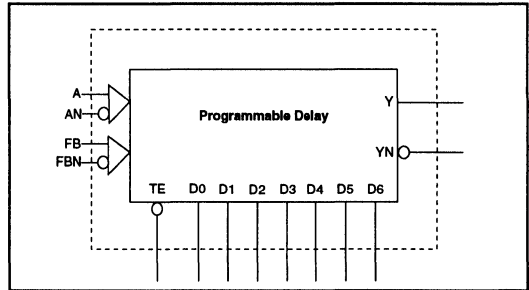 A
AN
FB
FBN
Programmable Delay
Y
YN
TE D0 D1 D2 D3 D4 D5 D6